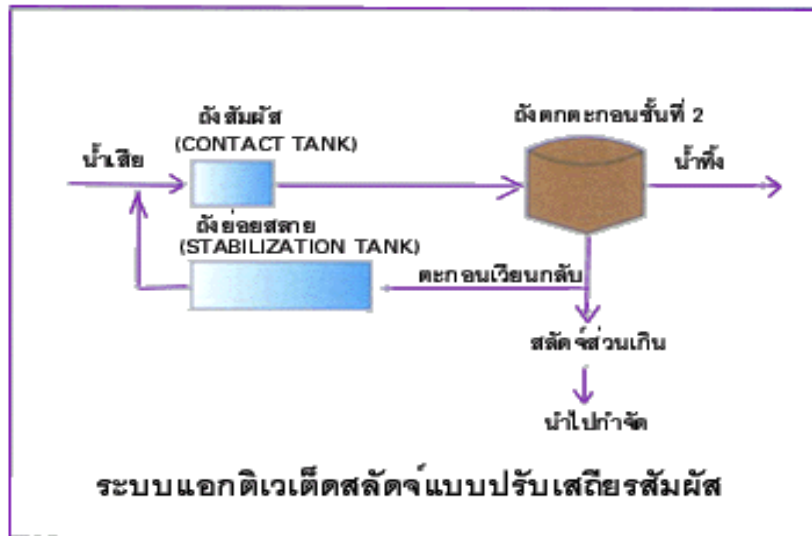 ถังสัมผัส
(CONTACT TANK)
ถังตกตะกอนชั้นที่ 2
น้ำเสีย
น้ำทิ้ง
ถังย่อยสลาย
(STABILIZATION TANK)
ตะกอนเวียนกลับ
สลัดจ์ส่วนเกิน
นำไปกำจัด
ระบบแอกติเวเต็ดสลัดจ์แบบปรับเสถียรสัมผัส